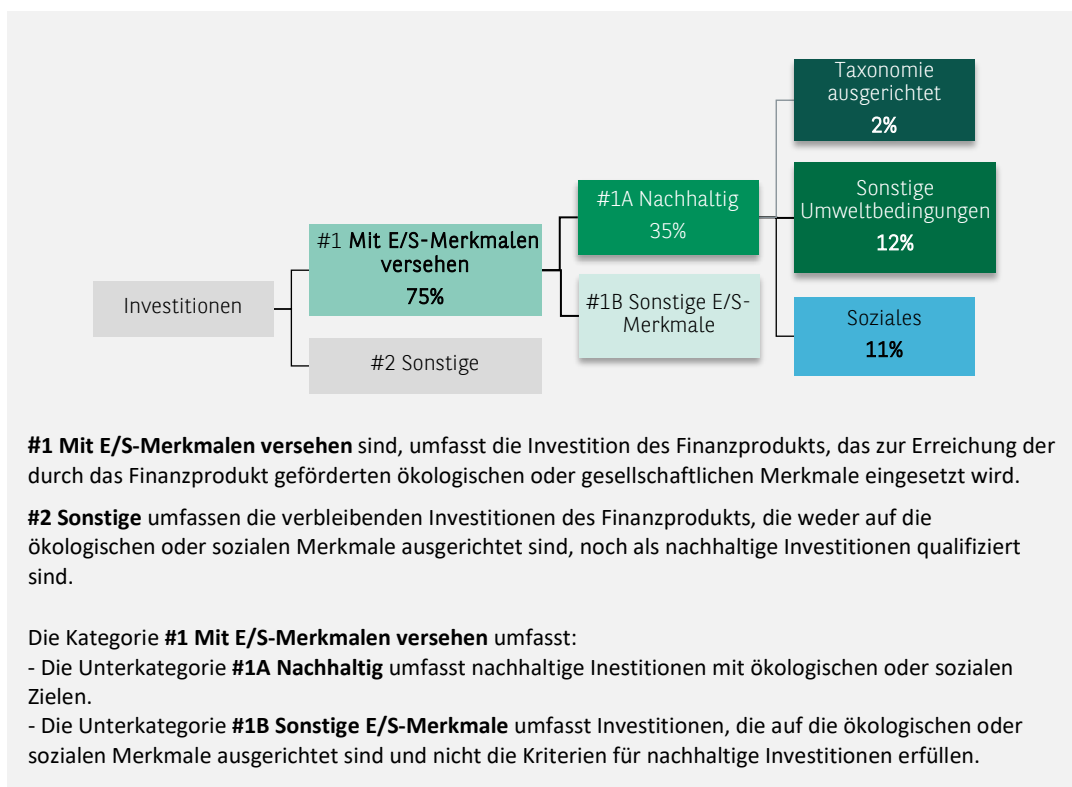 Taxonomie
ausgerichtet
2%
#1A Nachhaltig
35%
Sonstige
Umweltbedingungen
12%
#1 Mit E/S-Merkmalen
versehen
75%
Investitionen
#1B Sonstige E/S-
Merkmale
Soziales
11%
#2 Sonstige
#1 Mit E/S-Merkmalen versehen sind, umfasst die Investition des Finanzprodukts, das zur Erreichung der
durch das Finanzprodukt geförderten ökologischen oder gesellschaftlichen Merkmale eingesetzt wird.
#2 Sonstige umfassen die verbleibenden Investitionen des Finanzprodukts, die weder auf die
ökologischen oder sozialen Merkmale ausgerichtet sind, noch als nachhaltige Investitionen qualifiziert
sind.
Die Kategorie #1 Mit E/S-Merkmalen versehen umfasst:
- Die Unterkategorie #1A Nachhaltig umfasst nachhaltige Inestitionen mit ökologischen oder sozialen
Zielen.
- Die Unterkategorie #1B Sonstige E/S-Merkmale umfasst Investitionen, die auf die ökologischen oder
sozialen Merkmale ausgerichtet sind und nicht die Kriterien für nachhaltige Investitionen erfüllen.